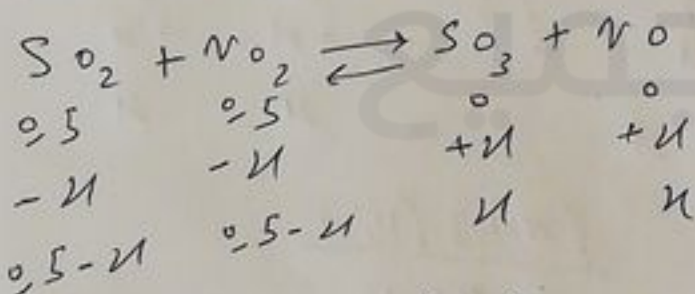 SO₂ + NO₂ ⇌ SO₃ + NO
0,5 0,5 0 0
-x -x +x +x
0,5-x 0,5-x x x